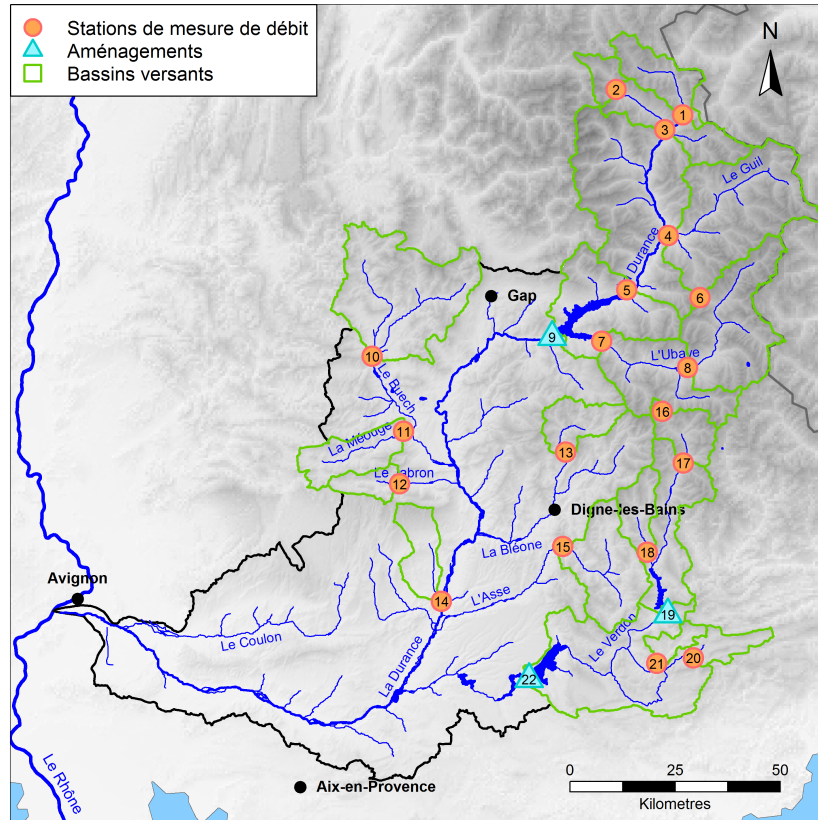 Stations de mesure de débit
Aménagements
Bassins versants
N
2
1
3
Le Guil
4
Durance
5
6
Gap
9
7
L'Ubaye
8
10
Le Buech
16
11
La Méouge
13
17
Le Jabron
12
Digne-les-Bains
La Bléone
15
18
Avignon
14
L'Asse
19
Le Coulon
Le Verdon
21
20
La Durance
22
Le Rhône
Aix-en-Provence
0 25 50
Kilometres